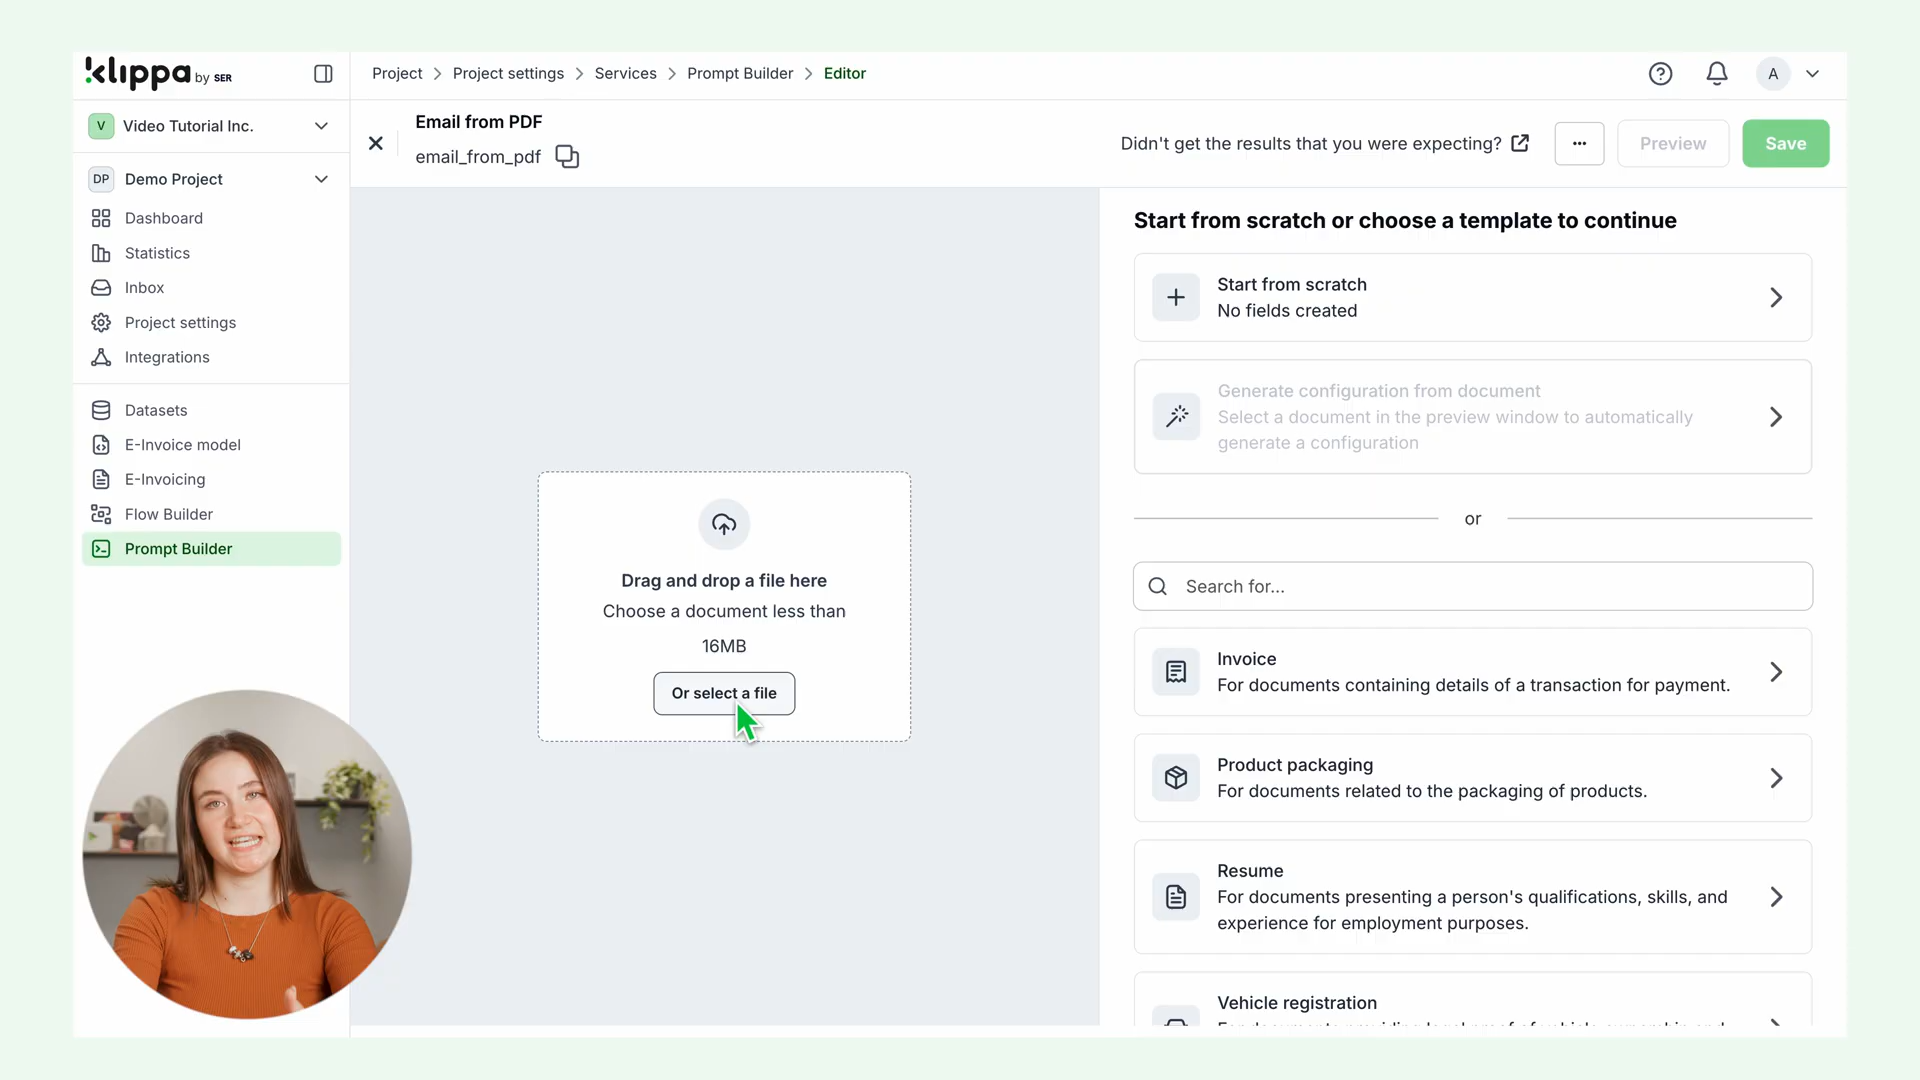 klippa by SER
Project > Project settings > Services > Prompt Builder > Editor
A
V Video Tutorial Inc.
Email from PDF
email_from_pdf
Didn't get the results that you were expecting?
...
Preview
Save
DP Demo Project
Dashboard
Statistics
Inbox
Project settings
Integrations
Datasets
E-Invoice model
E-Invoicing
Flow Builder
Prompt Builder
Drag and drop a file here
Choose a document less than
16MB
Or select a file
Start from scratch or choose a template to continue
Start from scratch
No fields created
Generate configuration from document
Select a document in the preview window to automatically
generate a configuration
or
Search for...
Invoice
For documents containing details of a transaction for payment.
Product packaging
For documents related to the packaging of products.
Resume
For documents presenting a person's qualifications, skills, and
experience for employment purposes.
Vehicle registration